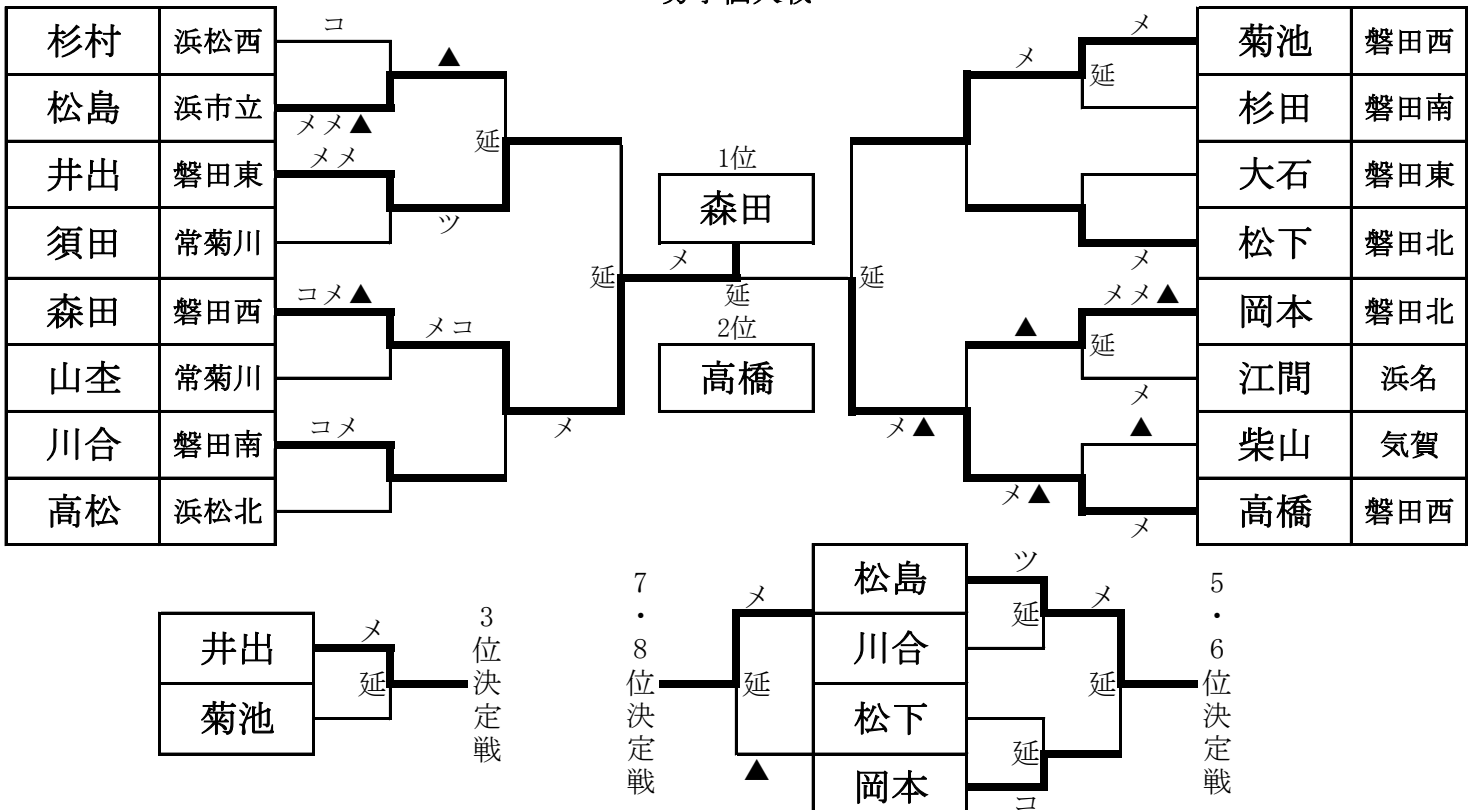 杉村 浜松西
松島 浜市立
井出 磐田東
須田 常菊川
森田 磐田西
山本 常菊川
川合 磐田南
高松 浜松北
コ
メメ▲
メメ
コメ▲
コメ
▲
延
ツ
メコ
メ
延
1位
森田
メ
延
2位
高橋
菊池 磐田西
杉田 磐田南
大石 磐田東
松下 磐田北
岡本 磐田北
江間 浜名
柴山 気賀
高橋 磐田西
メ
延
メ
メ
メメ▲
延
メ
▲
メ
▲
メ▲
延
メ▲
井出
菊池
メ
延
3位決定戦
7・8位決定戦
メ
延
▲
松島
川合
松下
岡本
ツ
延
メ
延
延
コ
5・6位決定戦